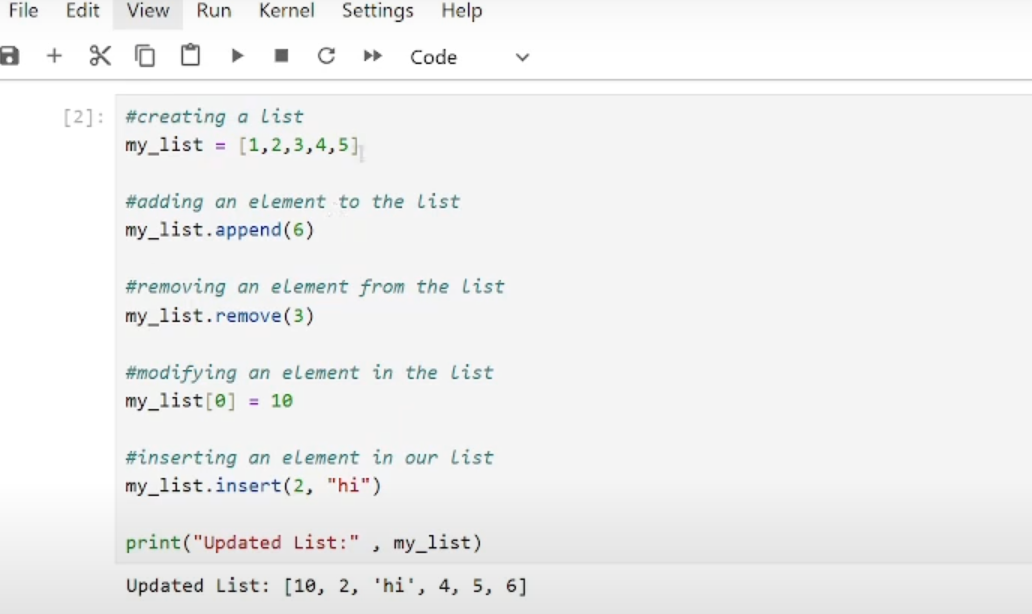 File Edit View Run Kernel Settings Help
Code
[2]:
#creating a list
my_list = [1,2,3,4,5]
#adding an element to the list
my_list.append(6)
#removing an element from the list
my_list.remove(3)
#modifying an element in the list
my_list[0] = 10
#inserting an element in our list
my_list.insert(2, "hi")
print("Updated List:" , my_list)
Updated List: [10, 2, 'hi', 4, 5, 6]